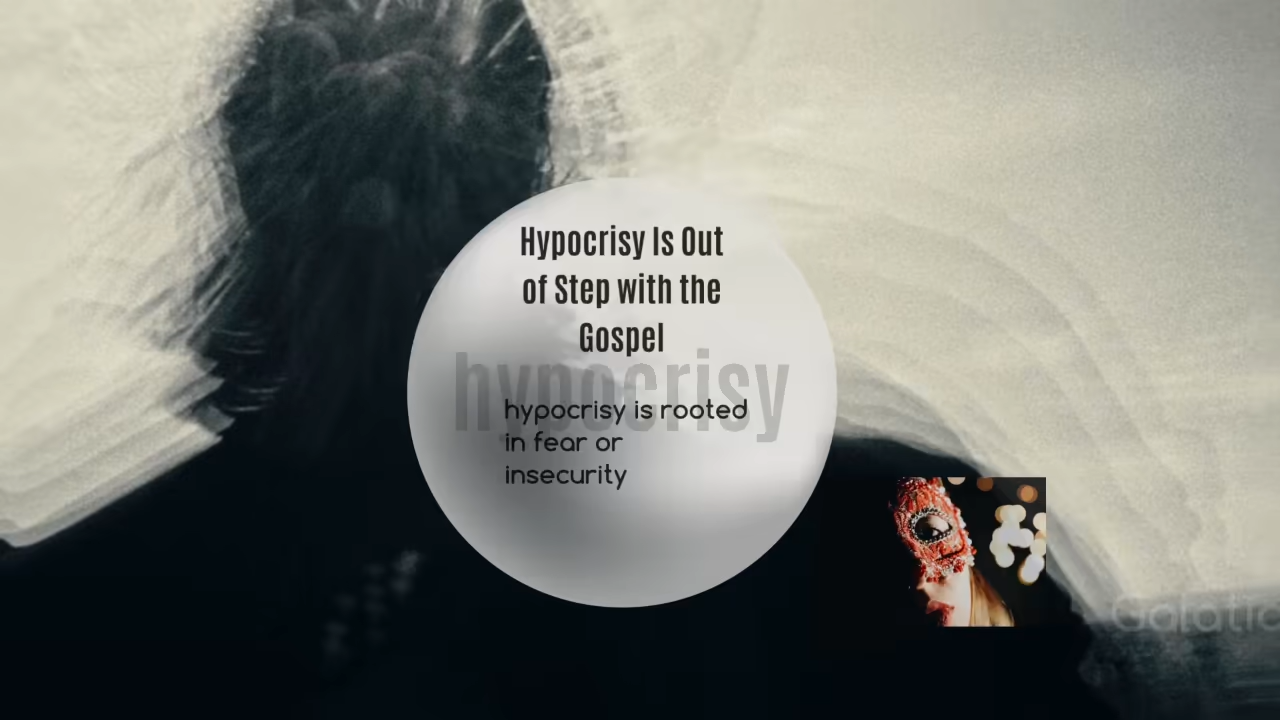 Hypocrisy Is Out
of Step with the
Gospel
hypocrisy
hypocrisy is rooted
in fear or
insecurity